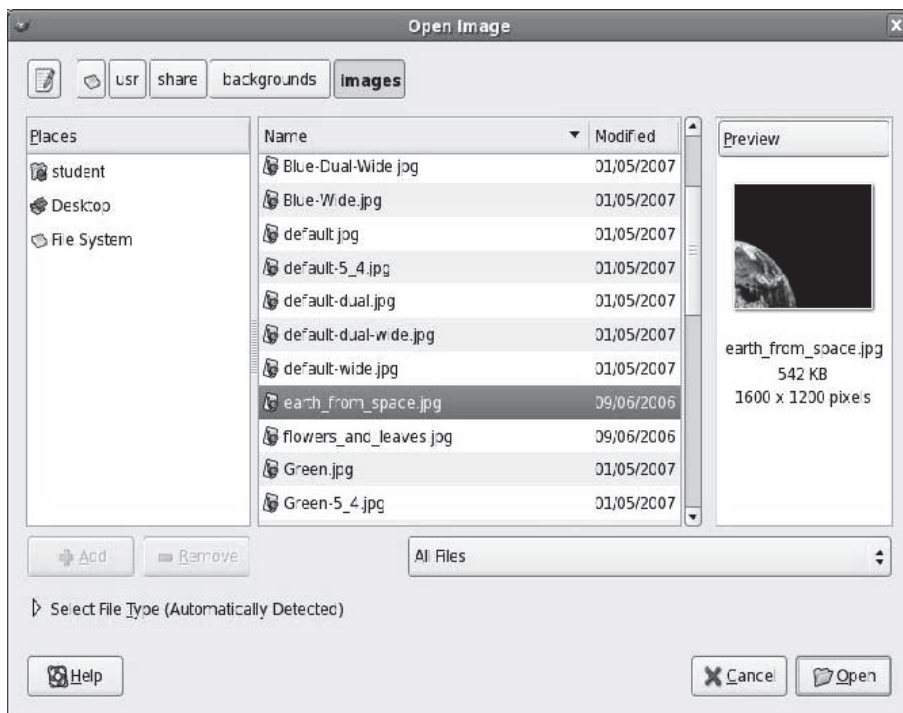 Open Image
usr share backgrounds images
Places
student
Desktop
File System
Name Modified
Blue-Dual-Wide.jpg 01/05/2007
Blue-Wide.jpg 01/05/2007
default.jpg 01/05/2007
default-5_4.jpg 01/05/2007
default-dual.jpg 01/05/2007
default-dual-wide.jpg 01/05/2007
default-wide.jpg 01/05/2007
earth_from_space.jpg 09/06/2006
flowers_and_leaves.jpg 09/06/2006
Green.jpg 01/05/2007
Green-5_4.jpg 01/05/2007
Preview
earth_from_space.jpg
542 KB
1600 x 1200 pixels
Add Remove All Files
Select File Type (Automatically Detected)
Help Cancel Open